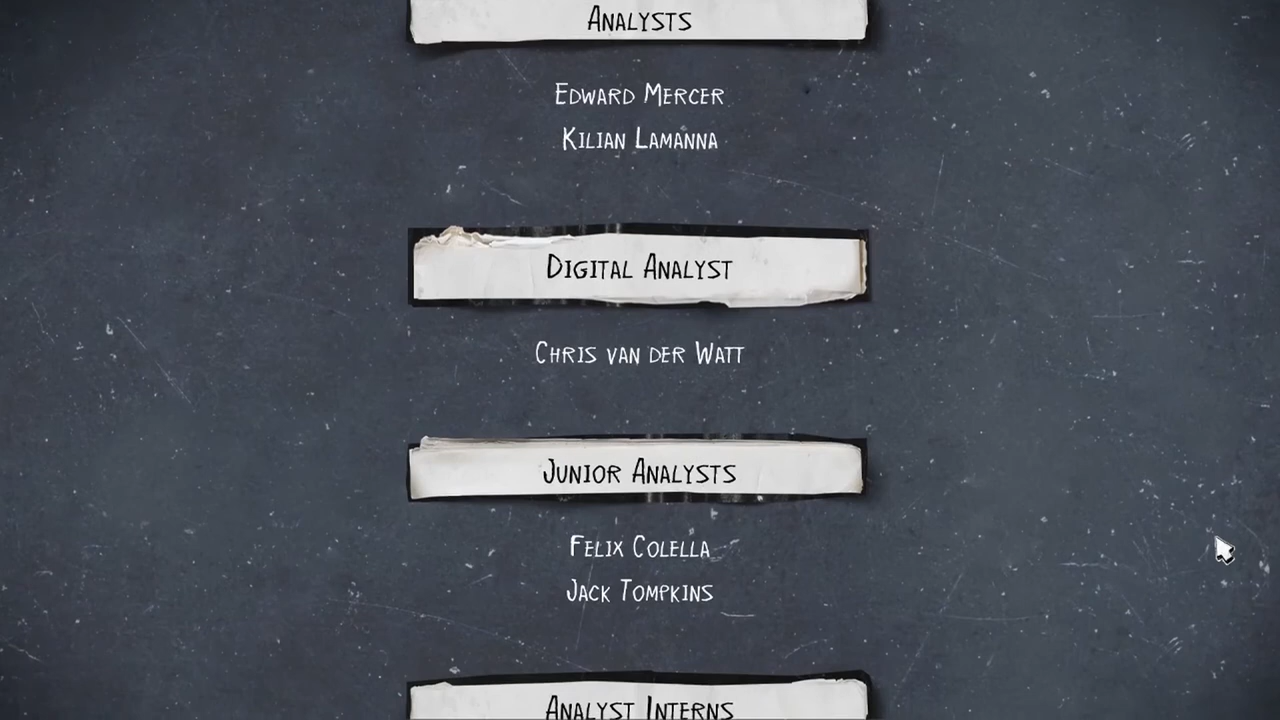 Analysts
Edward Mercer
Kilian Lamanna
Digital Analyst
Chris van der Watt
Junior Analysts
Felix Colella
Jack Tompkins
Analyst Interns